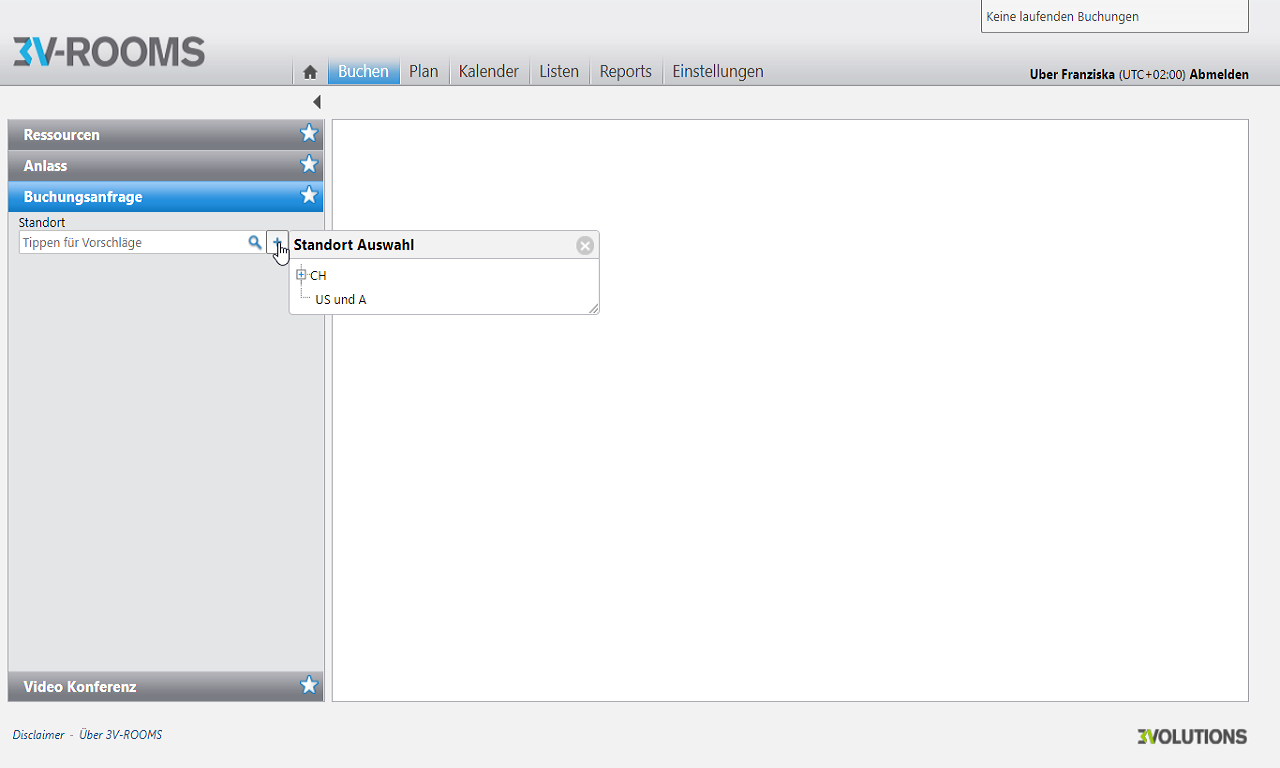 Keine laufenden Buchungen
3V-ROOMS
Buchen Plan Kalender Listen Reports Einstellungen
Uber Franziska (UTC+02:00) Abmelden
Ressourcen
Anlass
Buchungsanfrage
Standort
Tippen für Vorschläge
Standort Auswahl
CH
US und A
Video Konferenz
Disclaimer - Über 3V-ROOMS
3VOLUTIONS